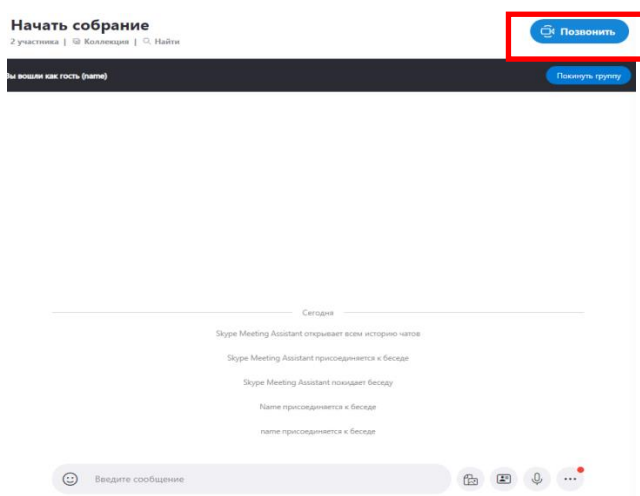 Начать собрание
Позвонить
2 участника | Коллекция | Найти
Вы вошли как гость (name)
Покинуть группу
Сегодня
Skype Meeting Assistant открывает всем историю чатов
Skype Meeting Assistant присоединяется к беседе
Skype Meeting Assistant покидает беседу
Name присоединяется к беседе
name присоединяется к беседе
Введите сообщение